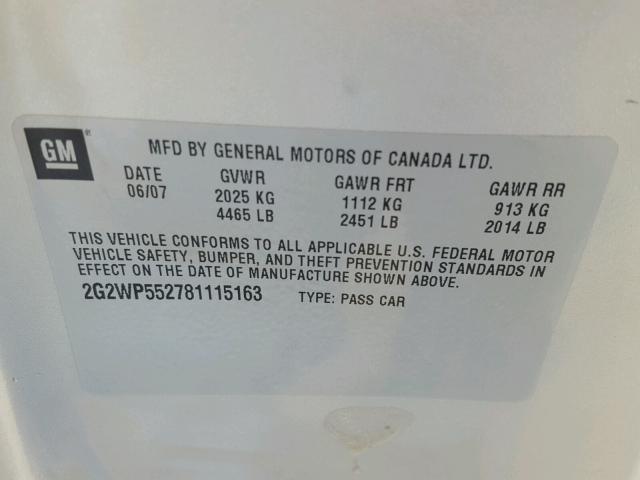 GM ®
MFD BY GENERAL MOTORS OF CANADA LTD.
DATE GVWR GAWR FRT GAWR RR
06/07 2025 KG 1112 KG 913 KG
4465 LB 2451 LB 2014 LB
THIS VEHICLE CONFORMS TO ALL APPLICABLE U.S. FEDERAL MOTOR
VEHICLE SAFETY, BUMPER, AND THEFT PREVENTION STANDARDS IN
EFFECT ON THE DATE OF MANUFACTURE SHOWN ABOVE.
2G2WP552781115163 TYPE: PASS CAR